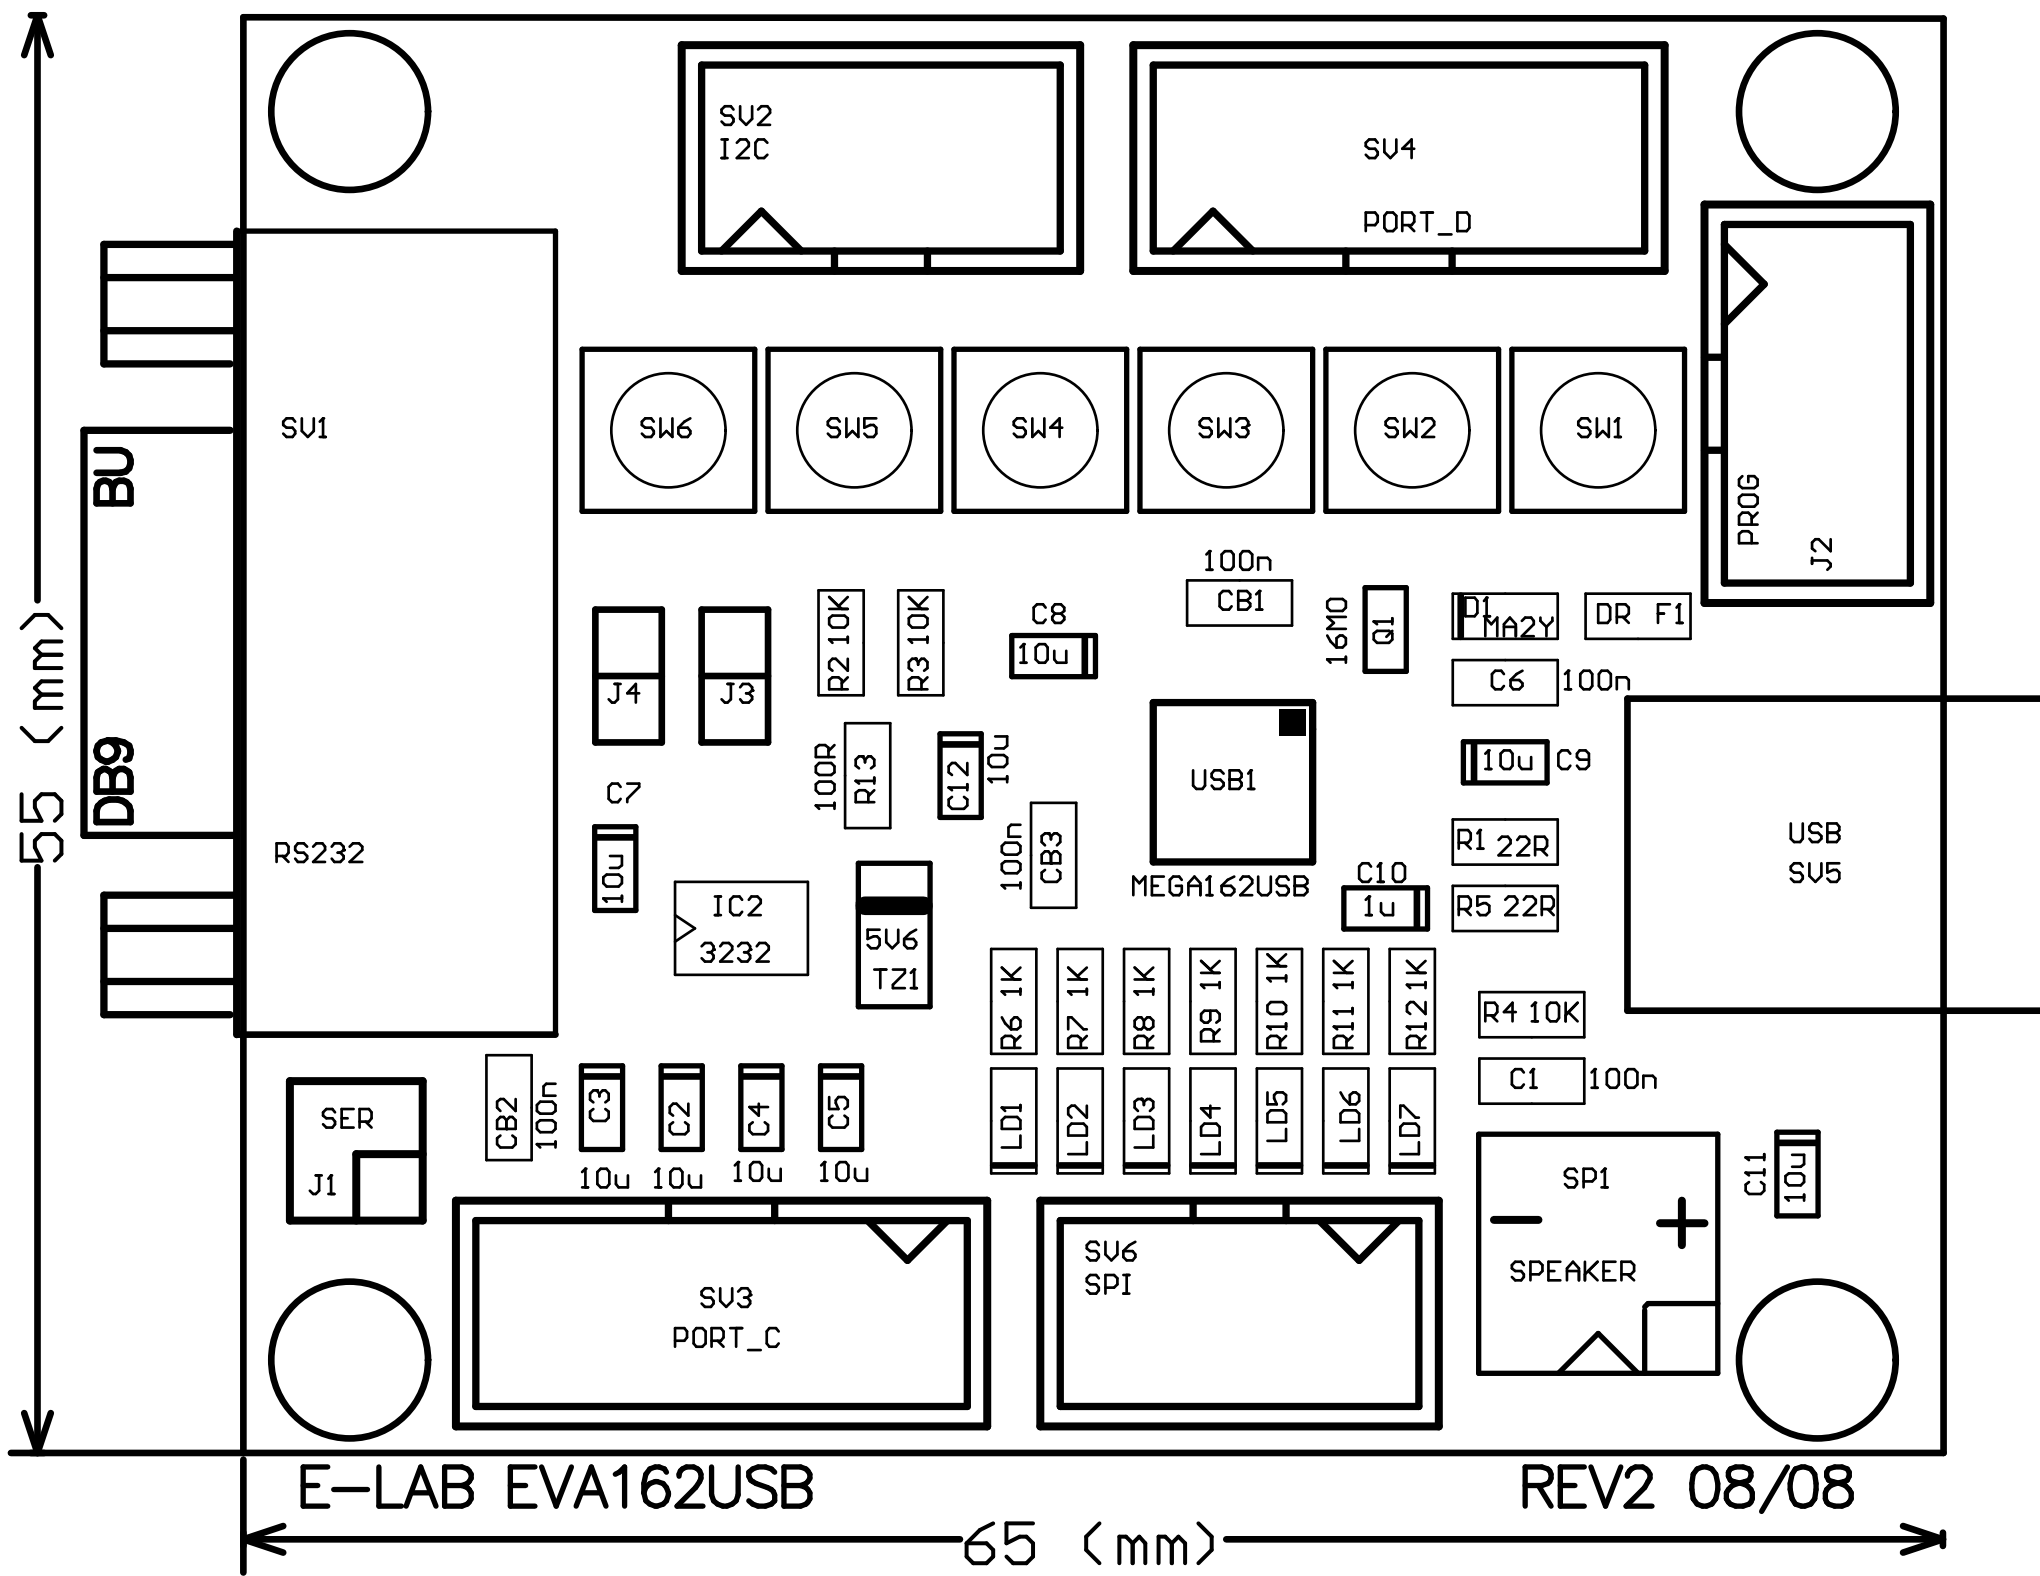 SV2
I2C
SV4
PORT_D
SV1
SW6
SW5
SW4
SW3
SW2
SW1
BU
PROG
J2
100n
CB1
16M0
Q1
D1
MA2Y
DR F1
R2 10K
R3 10K
C8
10u
C6
100n
J4
J3
55 (mm)
DB9
C7
10u
100R
R13
C12
10u
USB1
MEGA162USB
10u
C9
100n
CB3
R1 22R
R5 22R
USB
SV5
RS232
C10
1u
IC2
3232
5V6
TZ1
R6 1K
R7 1K
R8 1K
R9 1K
R10 1K
R11 1K
R12 1K
R4 10K
C1
100n
SER
J1
CB2
100n
C3
C2
C4
C5
10u
10u
10u
10u
LD1
LD2
LD3
LD4
LD5
LD6
LD7
SP1
- +
SPEAKER
C11
10u
SV3
PORT_C
SV6
SPI
E-LAB EVA162USB
REV2 08/08
65 (mm)